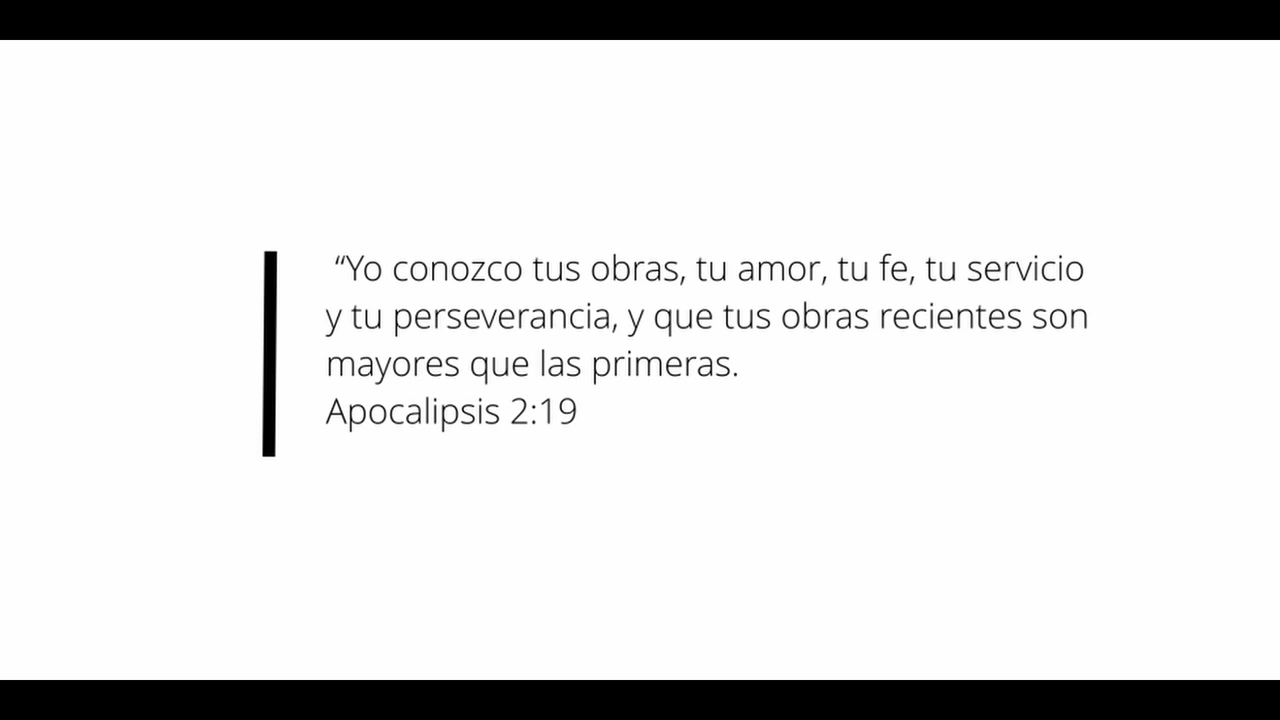 “Yo conozco tus obras, tu amor, tu fe, tu servicio
y tu perseverancia, y que tus obras recientes son
mayores que las primeras.
Apocalipsis 2:19